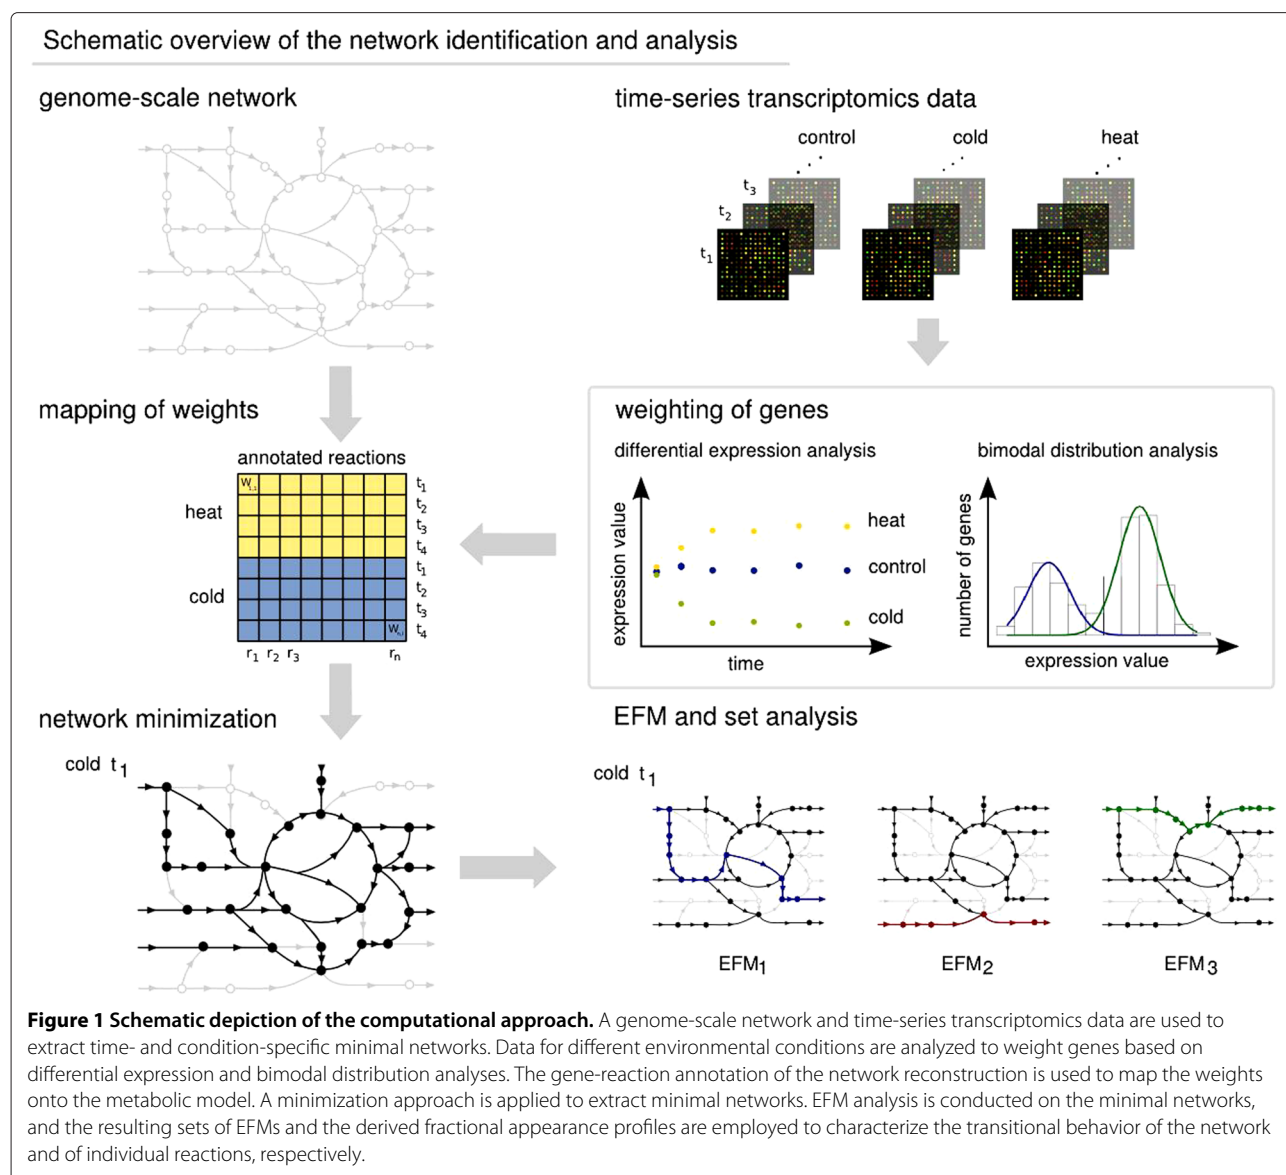 Schematic overview of the network identification and analysis
genome-scale network
time-series transcriptomics data
control
cold
heat
t3
t2
t1
mapping of weights
annotated reactions
W1,1
heat
cold
t1
t2
t3
t4
t1
t2
t3
t4
r1 r2 r3 rn
weighting of genes
differential expression analysis
expression value
heat
control
cold
time
bimodal distribution analysis
number of genes
expression value
network minimization
cold t1
EFM and set analysis
cold t1
EFM1
EFM2
EFM3
Figure 1 Schematic depiction of the computational approach. A genome-scale network and time-series transcriptomics data are used to
extract time- and condition-specific minimal networks. Data for different environmental conditions are analyzed to weight genes based on
differential expression and bimodal distribution analyses. The gene-reaction annotation of the network reconstruction is used to map the weights
onto the metabolic model. A minimization approach is applied to extract minimal networks. EFM analysis is conducted on the minimal networks,
and the resulting sets of EFMs and the derived fractional appearance profiles are employed to characterize the transitional behavior of the network
and of individual reactions, respectively.